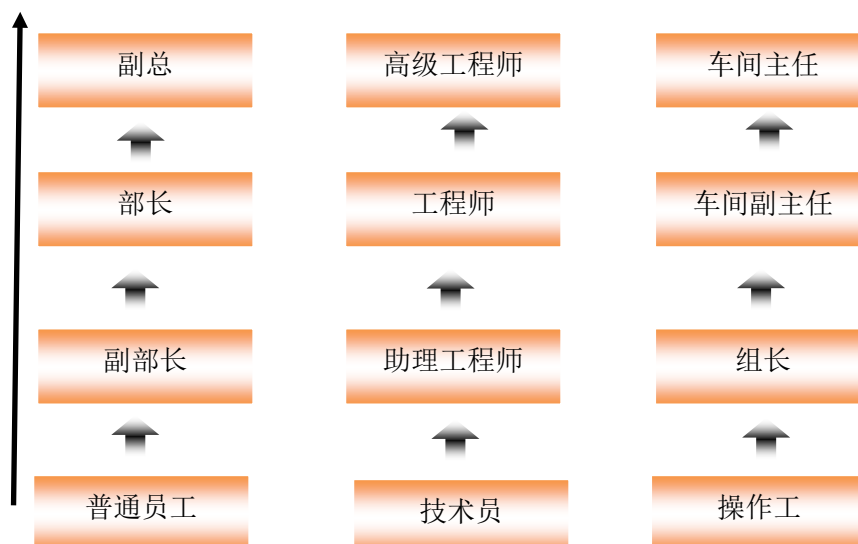 副总 高级工程师 车间主任
部长 工程师 车间副主任
副部长 助理工程师 组长
普通员工 技术员 操作工